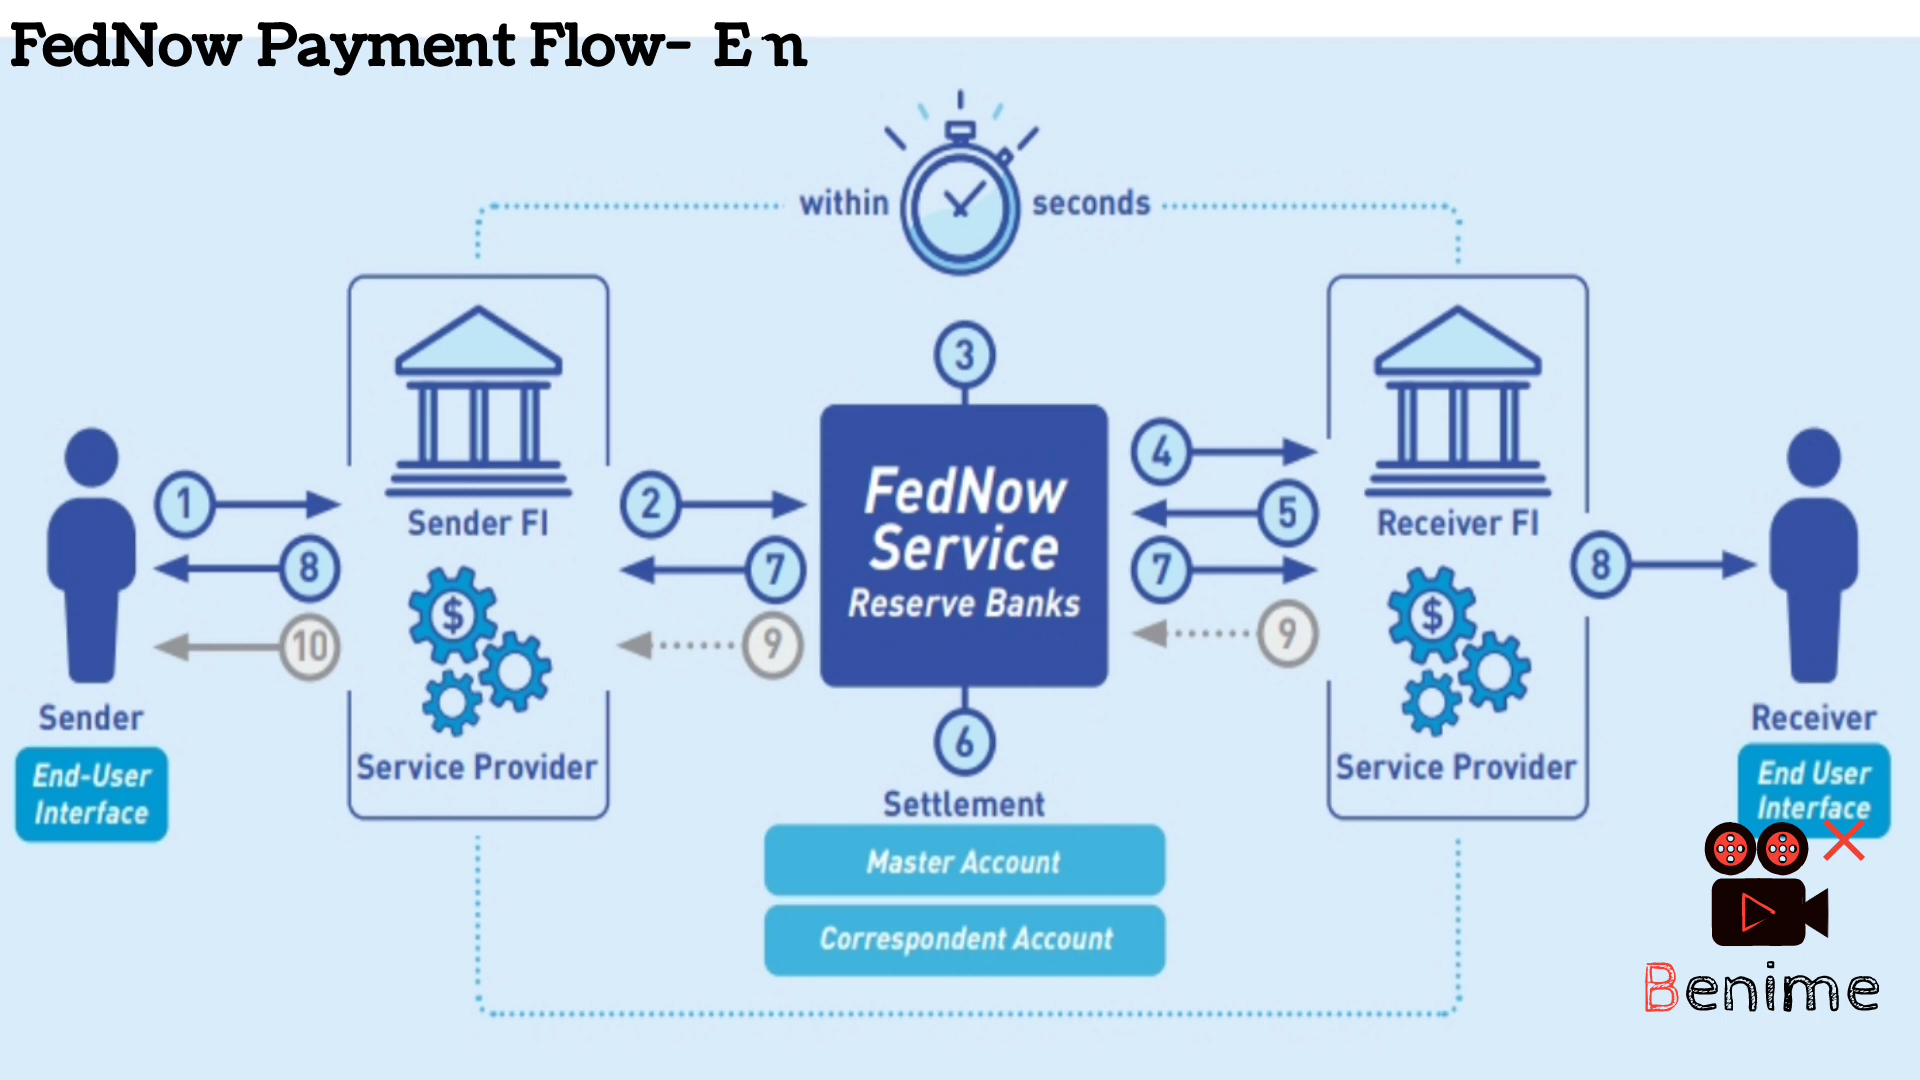 FedNow Payment Flow- E n
within seconds
3
4
1
2
5
8
7
7
8
10
9
9
FedNow
Service
Reserve Banks
Sender FI
Receiver FI
$
$
Sender
Receiver
End-User
Interface
End User
Interface
Service Provider
Service Provider
6
Settlement
Master Account
Correspondent Account
Benime